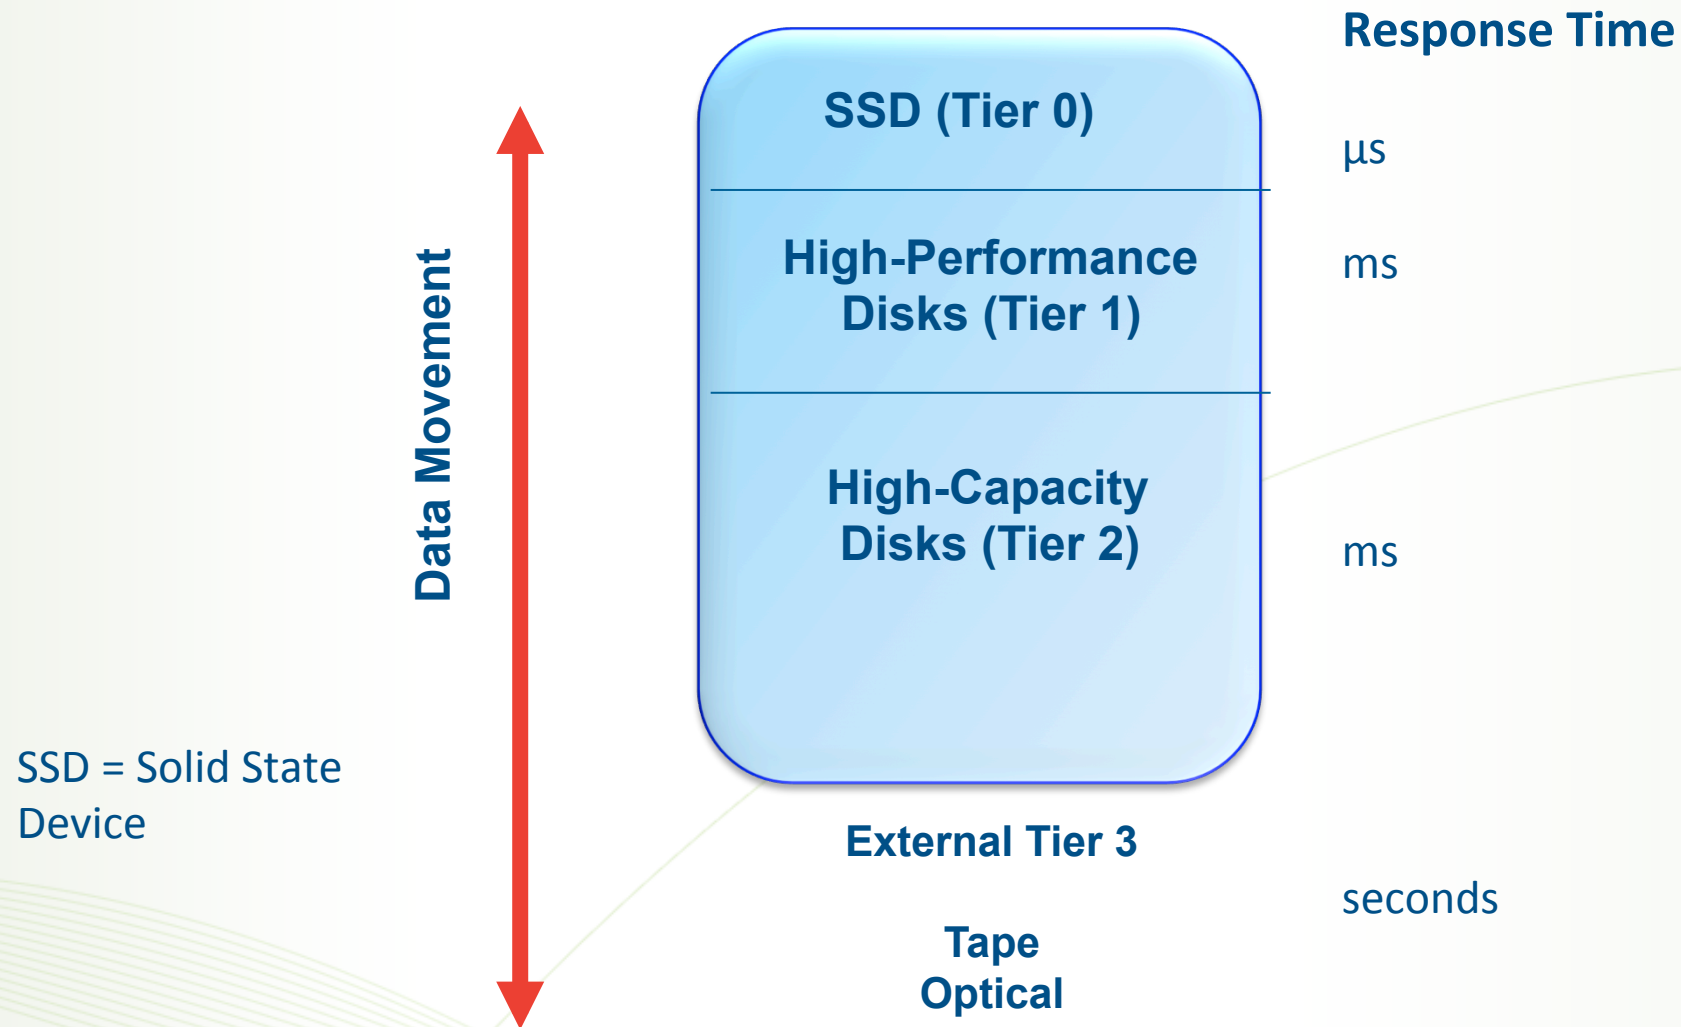 Response Time
SSD (Tier 0)
µs
High-Performance
Disks (Tier 1)
ms
Data Movement
High-Capacity
Disks (Tier 2)
ms
SSD = Solid State
Device
External Tier 3
seconds
Tape
Optical